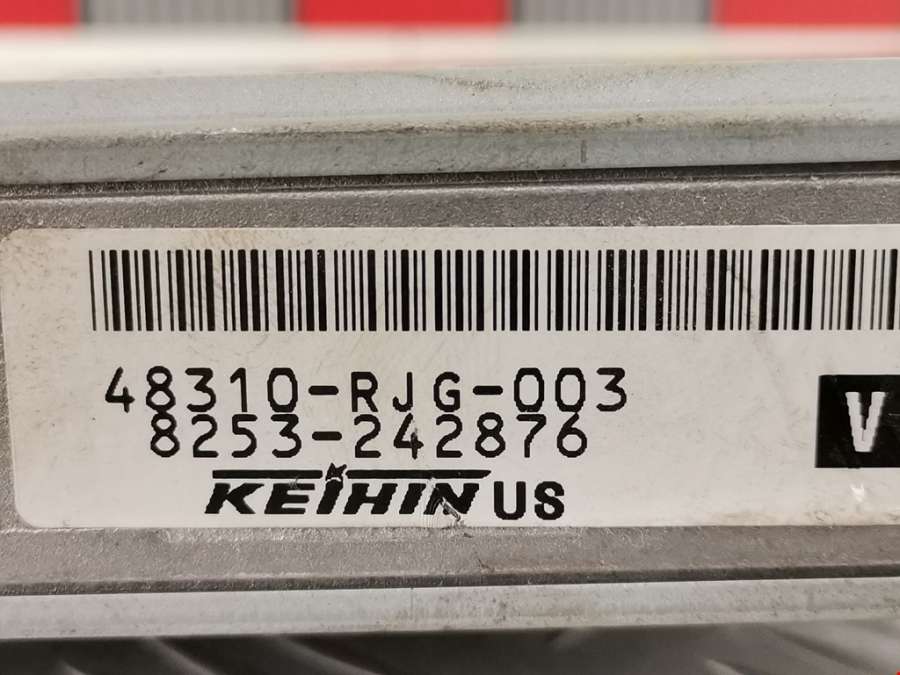 48310-RJG-003
8253-242876
V
KEIHIN US